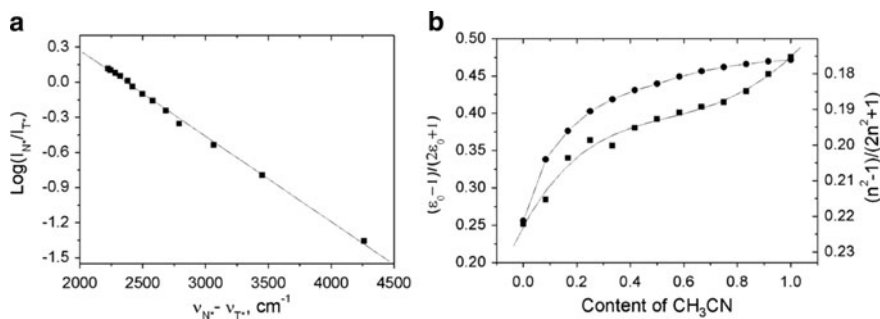 a
Log(I_N*/I_T*)
0.3
0.0
-0.3
-0.6
-0.9
-1.2
-1.5
2000 2500 3000 3500 4000 4500
ν_N* - ν_T*, cm⁻¹
b
(ε₀-1)/(2ε₀+1)
0.50
0.45
0.40
0.35
0.30
0.25
0.20
0.0 0.2 0.4 0.6 0.8 1.0
Content of CH₃CN
0.18
0.19
0.20
0.21
0.22
0.23
(n²-1)/(2n²+1)